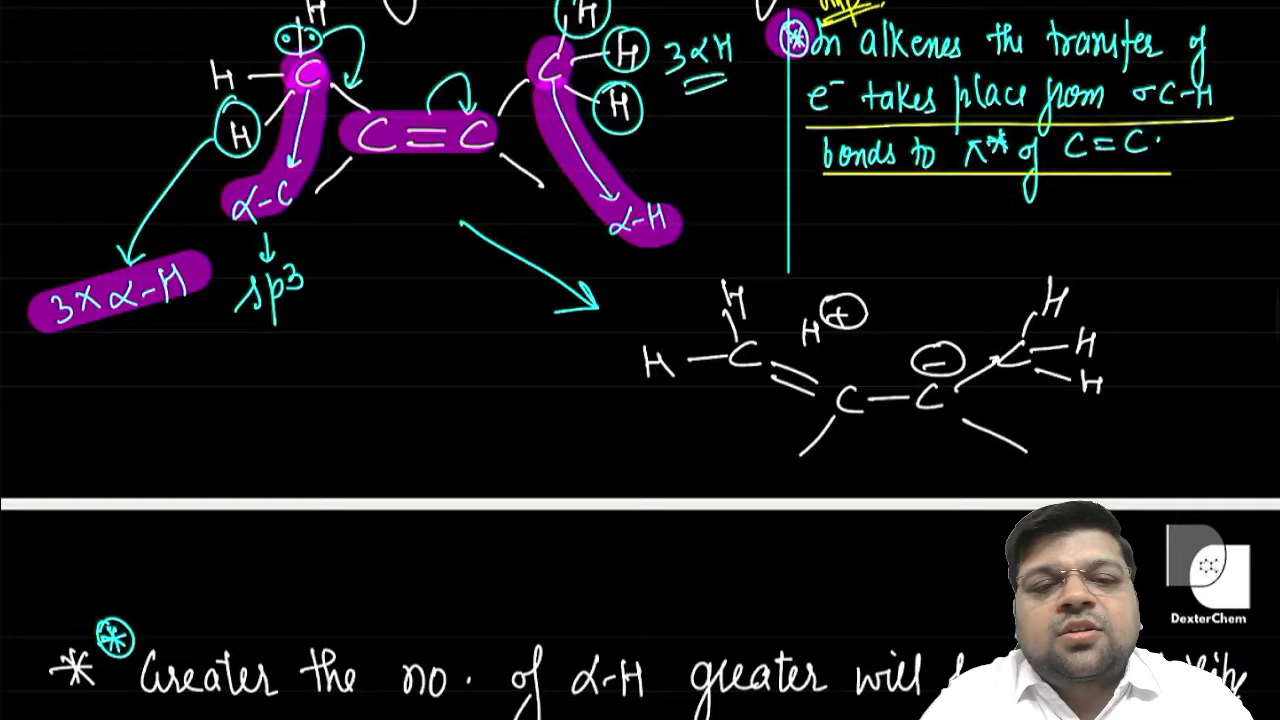 H
H
H
C
H
C
H
3αH
H
H
C = C
α-C
α-H
3 x α-H
sp3
* In alkenes the transfer of
e- takes place from σC-H
bonds to π* of C = C.
H
H
H +
H
C
C
H
H
C
C
-
DexterChem
* * Greater the no. of α-H greater will